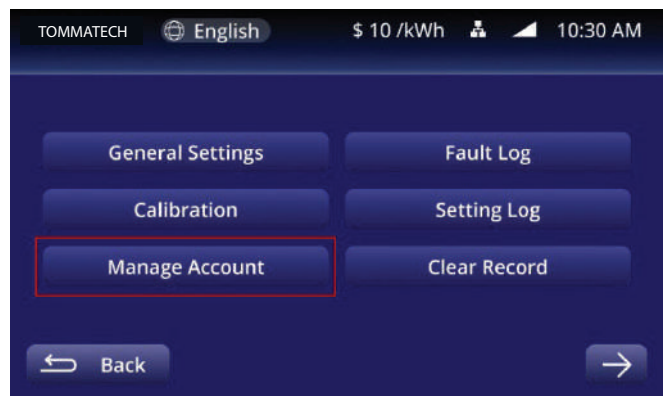 TOMMATECH English $ 10 /kWh 10:30 AM
General Settings Fault Log
Calibration Setting Log
Manage Account Clear Record
Back